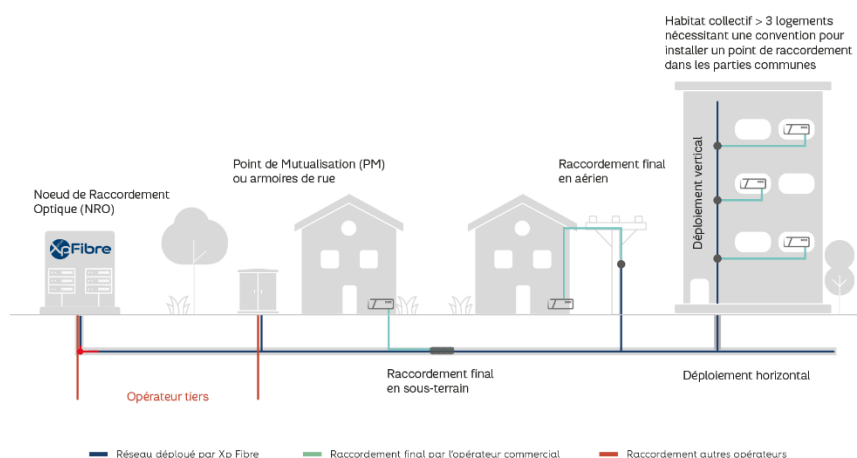 Habitat collectif > 3 logements
nécessitant une convention pour
installer un point de raccordement
dans les parties communes
Point de Mutualisation (PM)
ou armoires de rue
Raccordement final
en aérien
Noeud de Raccordement
Optique (NRO)
XpFibre
Déploiement vertical
Raccordement final
en sous-terrain
Déploiement horizontal
Opérateur tiers
Réseau déployé par Xp Fibre
Raccordement final par l'opérateur commercial
Raccordement autres opérateurs